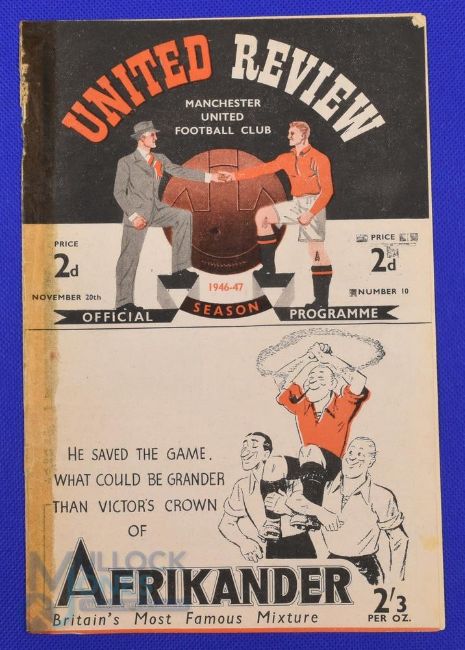 UNITED REVIEW
MANCHESTER
UNITED
FOOTBALL CLUB
PRICE
2d
NOVEMBER 20th
PRICE
2d
NUMBER 10
1946-47
OFFICIAL SEASON PROGRAMME
HE SAVED THE GAME,
WHAT COULD BE GRANDER
THAN VICTOR'S CROWN
OF
AFRIKANDER
Britain's Most Famous Mixture
2/3
PER OZ.
MULLOCK